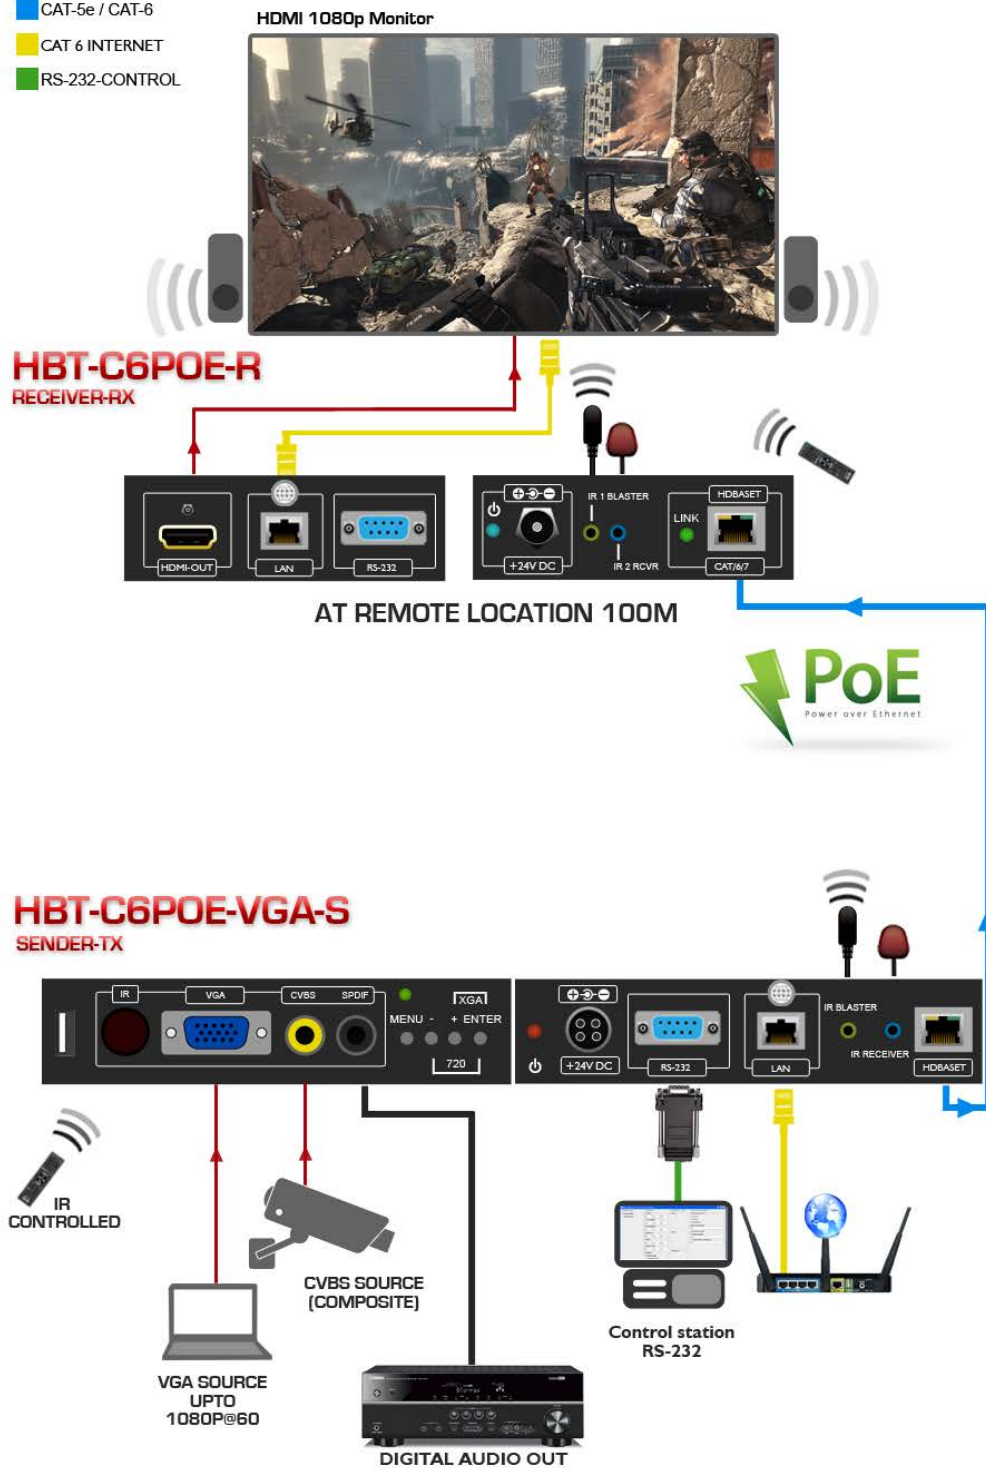 CAT-5e / CAT-6
CAT 6 INTERNET
RS-232-CONTROL
HDMI 1080p Monitor
HBT-C6POE-R
RECEIVER-RX
HDMI-OUT
LAN
RS-232
+24V DC
IR 1 BLASTER
IR 2 RCVR
LINK
HDBASET
CAT/6/7
AT REMOTE LOCATION 100M
PoE
Power over Ethernet
HBT-C6POE-VGA-S
SENDER-TX
IR
VGA
CVBS
SPDIF
XGA
MENU - + ENTER
720
+24V DC
RS-232
LAN
IR BLASTER
IR RECEIVER
HDBASET
IR
CONTROLLED
CVBS SOURCE
(COMPOSITE)
VGA SOURCE
UPTO
1080P@60
DIGITAL AUDIO OUT
Control station
RS-232